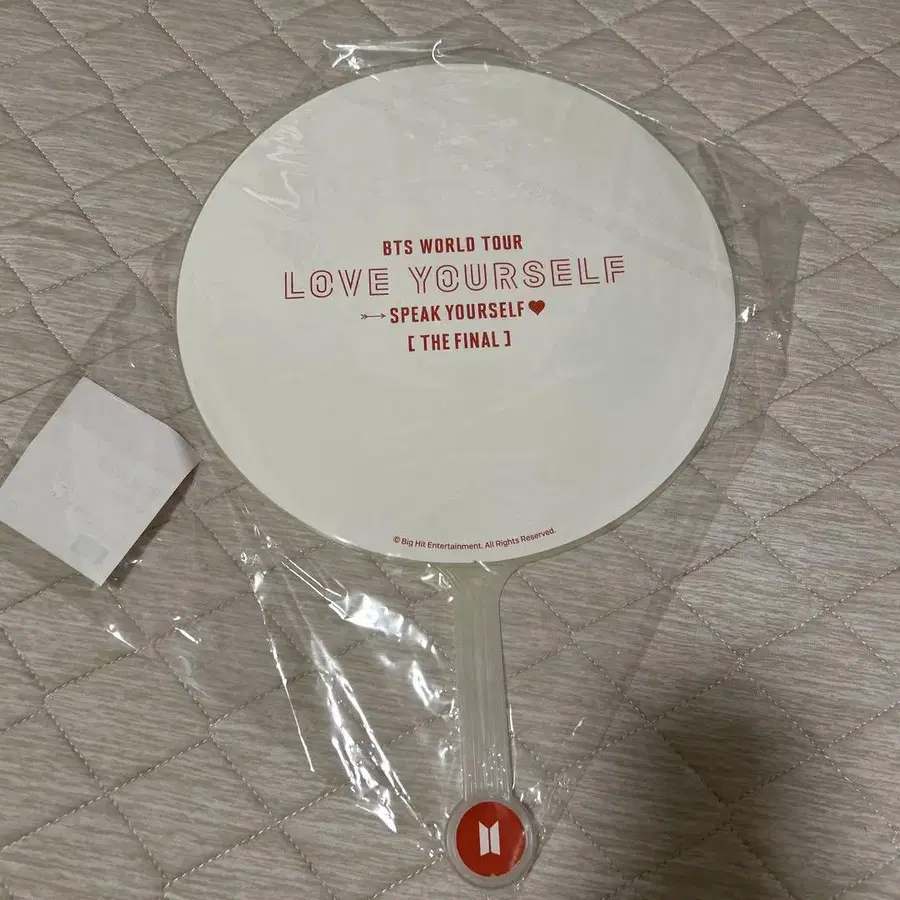 BTS WORLD TOUR
LOVE YOURSELF
SPEAK YOURSELF
[ THE FINAL ]
© Big Hit Entertainment. All Rights Reserved.